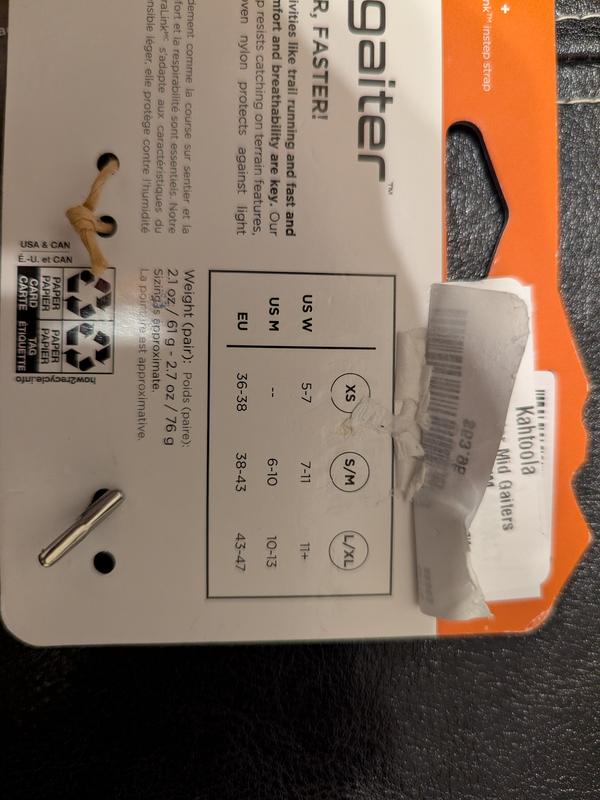 instep strap
gaiter™
R, FASTER!
ivities like trail running and fast and
mfort and breathability are key. Our
p resists catching on terrain features,
oven nylon protects against light
dement comme la course sur sentier et la
fort et la respirabilité sont essentiels. Notre
s'adapte aux caractéristiques du
nsible léger, elle protège contre l'humidité
Kahtoola
Mid Gaiters
XS S/M L/XL
US W 5-7 7-11 11+
US M -- 6-10 10-13
EU 36-38 38-43 43-47
Weight (pair): Poids (paire):
2.1 oz / 61 g - 2.7 oz / 76 g
Sizing is approximate.
La pointure est approximative.
USA & CAN
É.-U. et CAN
PAPER PAPER
PAPIER PAPIER
CARD TAG
CARTE ÉTIQUETTE
how2recycle.info